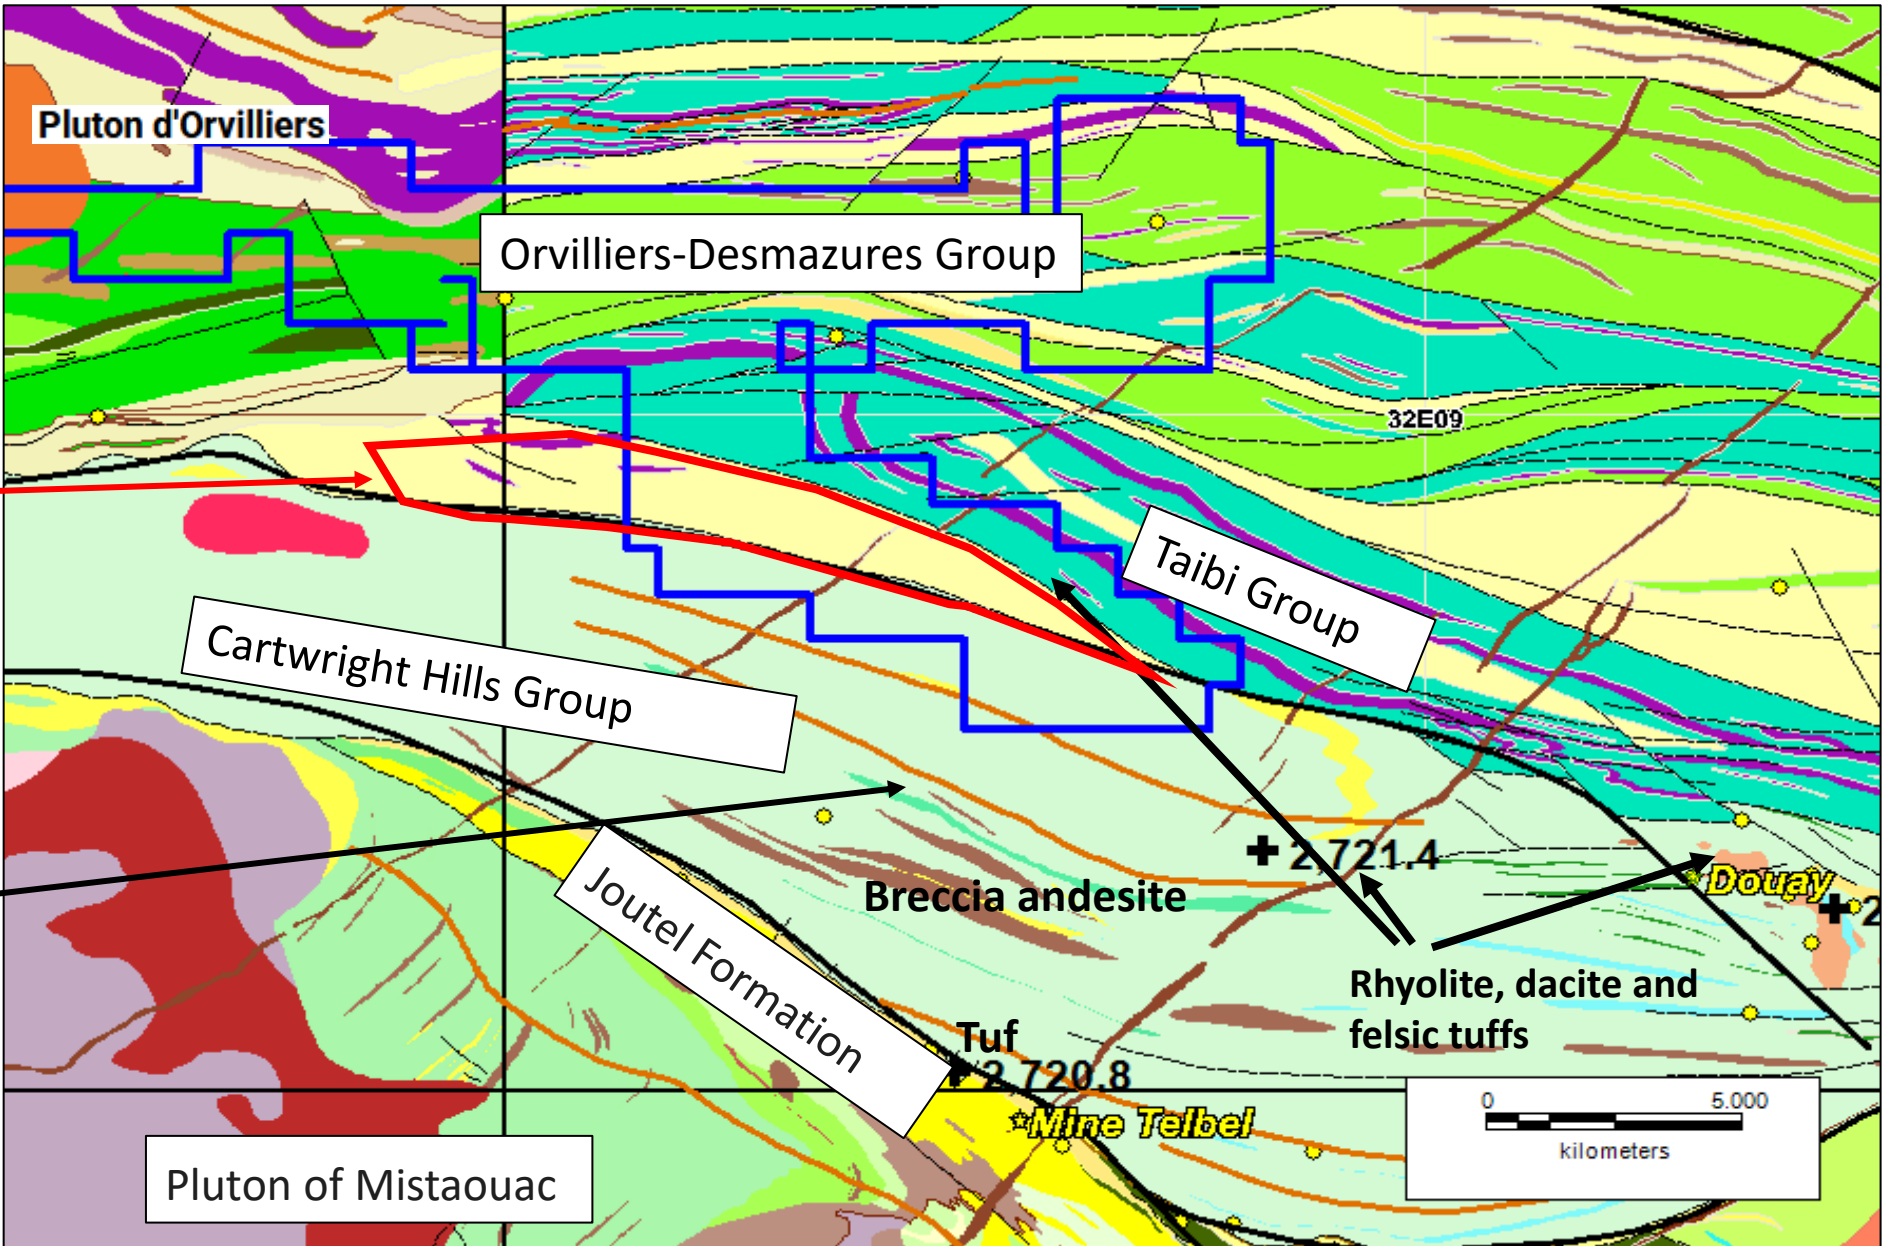 Pluton d'Orvilliers
Orvilliers-Desmazures Group
32E09
Taibi Group
Cartwright Hills Group
2,721.4
Douay
2
Breccia andesite
Joutel Formation
Rhyolite, dacite and
felsic tuffs
Tuf
2,720.8
Mine Telbel
0 5.000
kilometers
Pluton of Mistaouac